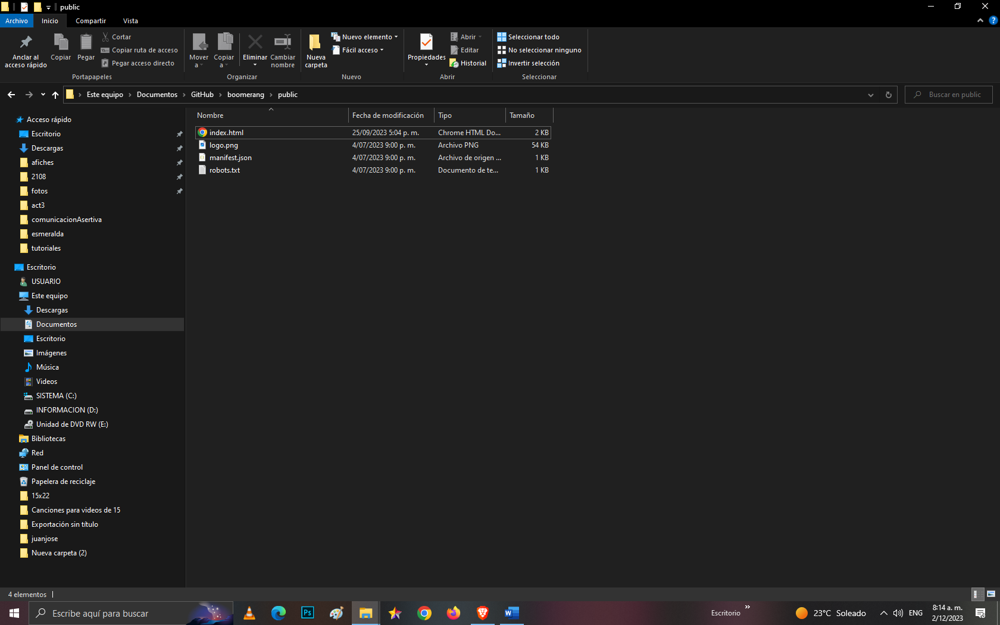 public
Archivo Inicio Compartir Vista
Anclar al acceso rápido
Copiar
Pegar
Cortar
Copiar ruta de acceso
Pegar acceso directo
Portapapeles
Mover a
Copiar a
Eliminar
Cambiar nombre
Organizar
Nueva carpeta
Nuevo elemento
Fácil acceso
Nuevo
Propiedades
Abrir
Editar
Historial
Abrir
Seleccionar todo
No seleccionar ninguno
Invertir selección
Seleccionar
Este equipo > Documentos > GitHub > boomerang > public
Buscar en public
Acceso rápido
Escritorio
Descargas
afiches
2108
fotos
act3
comunicacionAsertiva
esmeralda
tutoriales
Escritorio
USUARIO
Este equipo
Descargas
Documentos
Escritorio
Imágenes
Música
Videos
SISTEMA (C:)
INFORMACION (D:)
Unidad de DVD RW (E:)
Bibliotecas
Red
Panel de control
Papelera de reciclaje
15x22
Canciones para videos de 15
Exportación sin título
juanjose
Nueva carpeta (2)
Nombre Fecha de modificación Tipo Tamaño
index.html 25/09/2023 5:04 p. m. Chrome HTML Do... 2 KB
logo.png 4/07/2023 9:00 p. m. Archivo PNG 54 KB
manifest.json 4/07/2023 9:00 p. m. Archivo de origen ... 1 KB
robots.txt 4/07/2023 9:00 p. m. Documento de te... 1 KB
4 elementos
Escribe aquí para buscar
Ps
W
Escritorio »
23°C Soleado
ENG
8:14 a. m.
2/12/2023